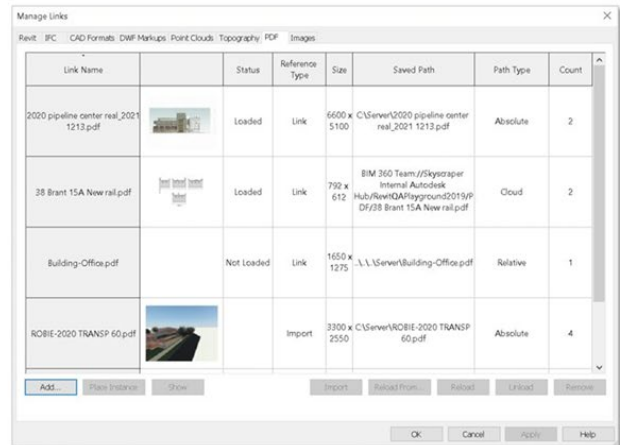 Manage Links
Revit IFC CAD Formats DWF Markups Point Clouds Topography PDF Images
Link Name Status Reference Type Size Saved Path Path Type Count
2020 pipeline center real_2021
1213.pdf
Loaded
Link
6600 x
5100
C:\Server\2020 pipeline center
real_2021 1213.pdf
Absolute
2
38 Brant 15A New rail.pdf
Loaded
Link
792 x
612
BIM 360 Team://Skyscraper
Internal Autodesk
Hub/RevitQAPlayground2019/P
DF/38 Brant 15A New rail.pdf
Cloud
2
Building-Office.pdf
Not Loaded
Link
1650 x
1275
..\..\..\Server\Building-Office.pdf
Relative
1
ROBIE-2020 TRANSP 60.pdf
Import
3300 x
2550
C:\Server\ROBIE-2020 TRANSP
60.pdf
Absolute
4
Add... Place Instance Show Import Reload From... Reload Unload Remove
OK Cancel Apply Help